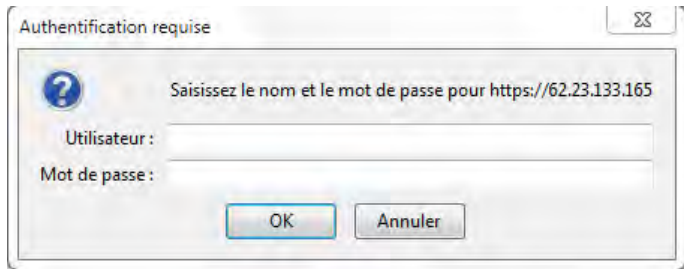 Authentification requise
Saisissez le nom et le mot de passe pour https://62.23.133.165
Utilisateur :
Mot de passe :
OK Annuler